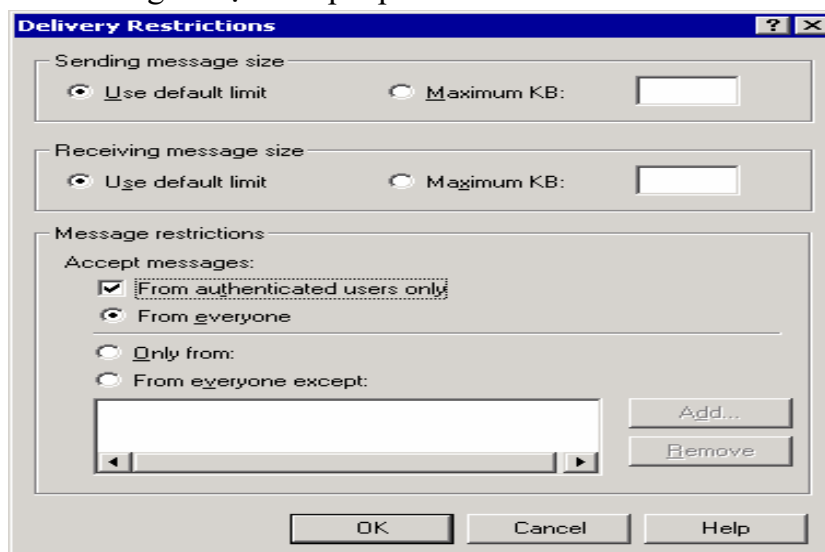 Delivery Restrictions
Sending message size
Use default limit
Maximum KB:
Receiving message size
Use default limit
Maximum KB:
Message restrictions
Accept messages:
From authenticated users only
From everyone
Only from:
From everyone except:
Add...
Remove
OK
Cancel
Help